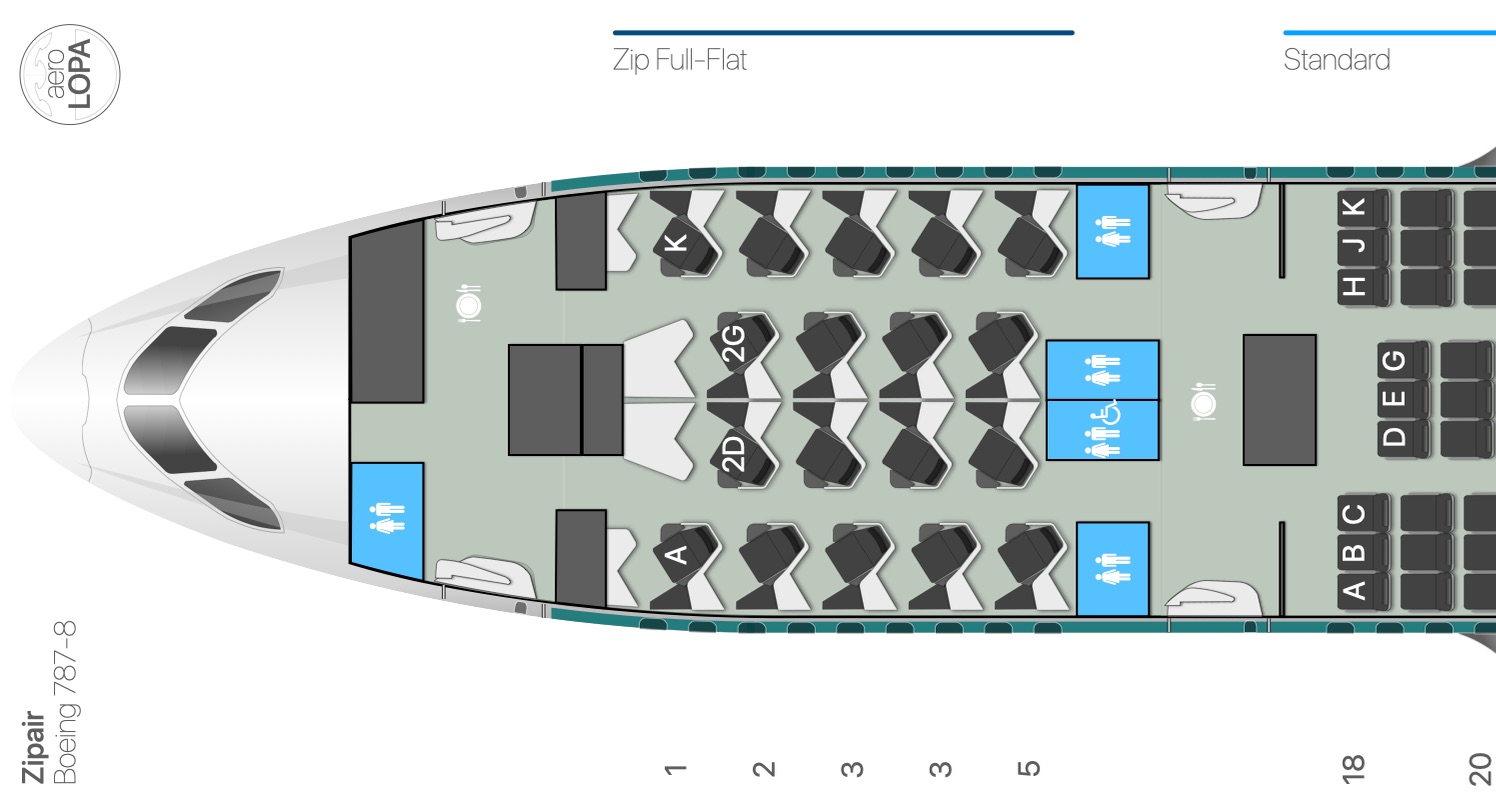 aero
LOPA
Zip Full-Flat
Standard
K
K
J
H
2G
G
E
D
2D
C
B
A
A
Zipair
Boeing 787-8
1
2
3
3
5
18
20